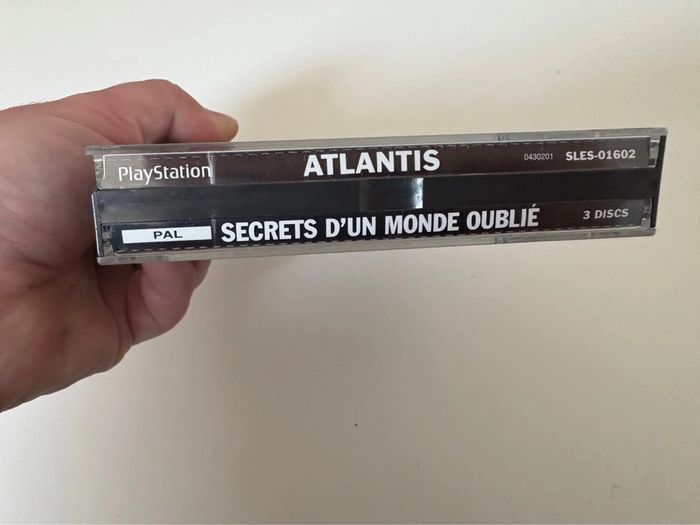 PlayStation ATLANTIS 0430201 SLES-01602
PAL SECRETS D'UN MONDE OUBLIÉ 3 DISCS